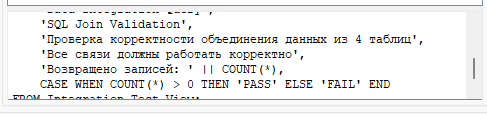 'SQL Join Validation',
'Проверка корректности объединения данных из 4 таблиц',
'Все связи должны работать корректно',
'Возвращено записей: ' || COUNT(*),
CASE WHEN COUNT(*) > 0 THEN 'PASS' ELSE 'FAIL' END
FROM Integration_Test_View;